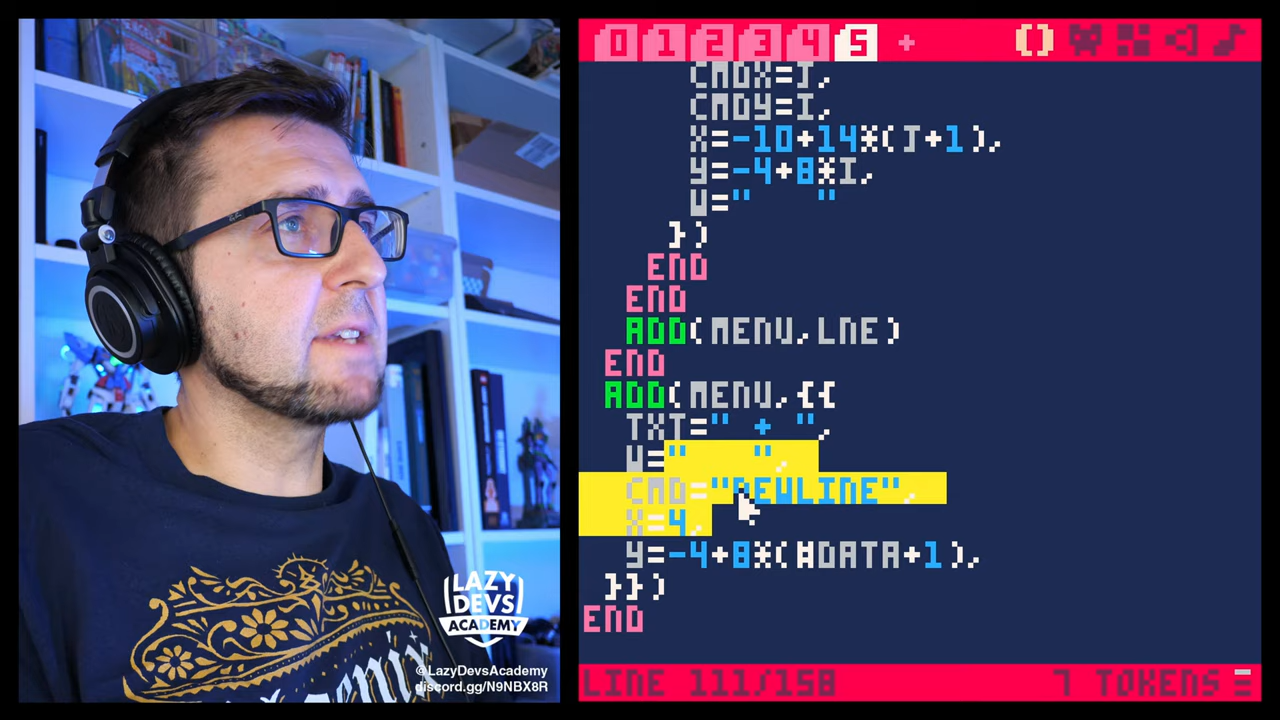 0 1 2 3 4 5 + ()
CMDX=J,
CMDY=I,
X=-10+14*(J+1),
Y=-4+8*I,
W="    "
})
END
END
ADD(MENU,LNE)
END
ADD(MENU,{{
TXT=" + ",
W="   ",
CMD="NEWLINE",
X=4,
Y=-4+8*(#DATA+1),
}})
END
LINE 111/158
7 TOKENS
LAZY
DEVS
ACADEMY
@LazyDevsAcademy
discord.gg/N9NBX8R